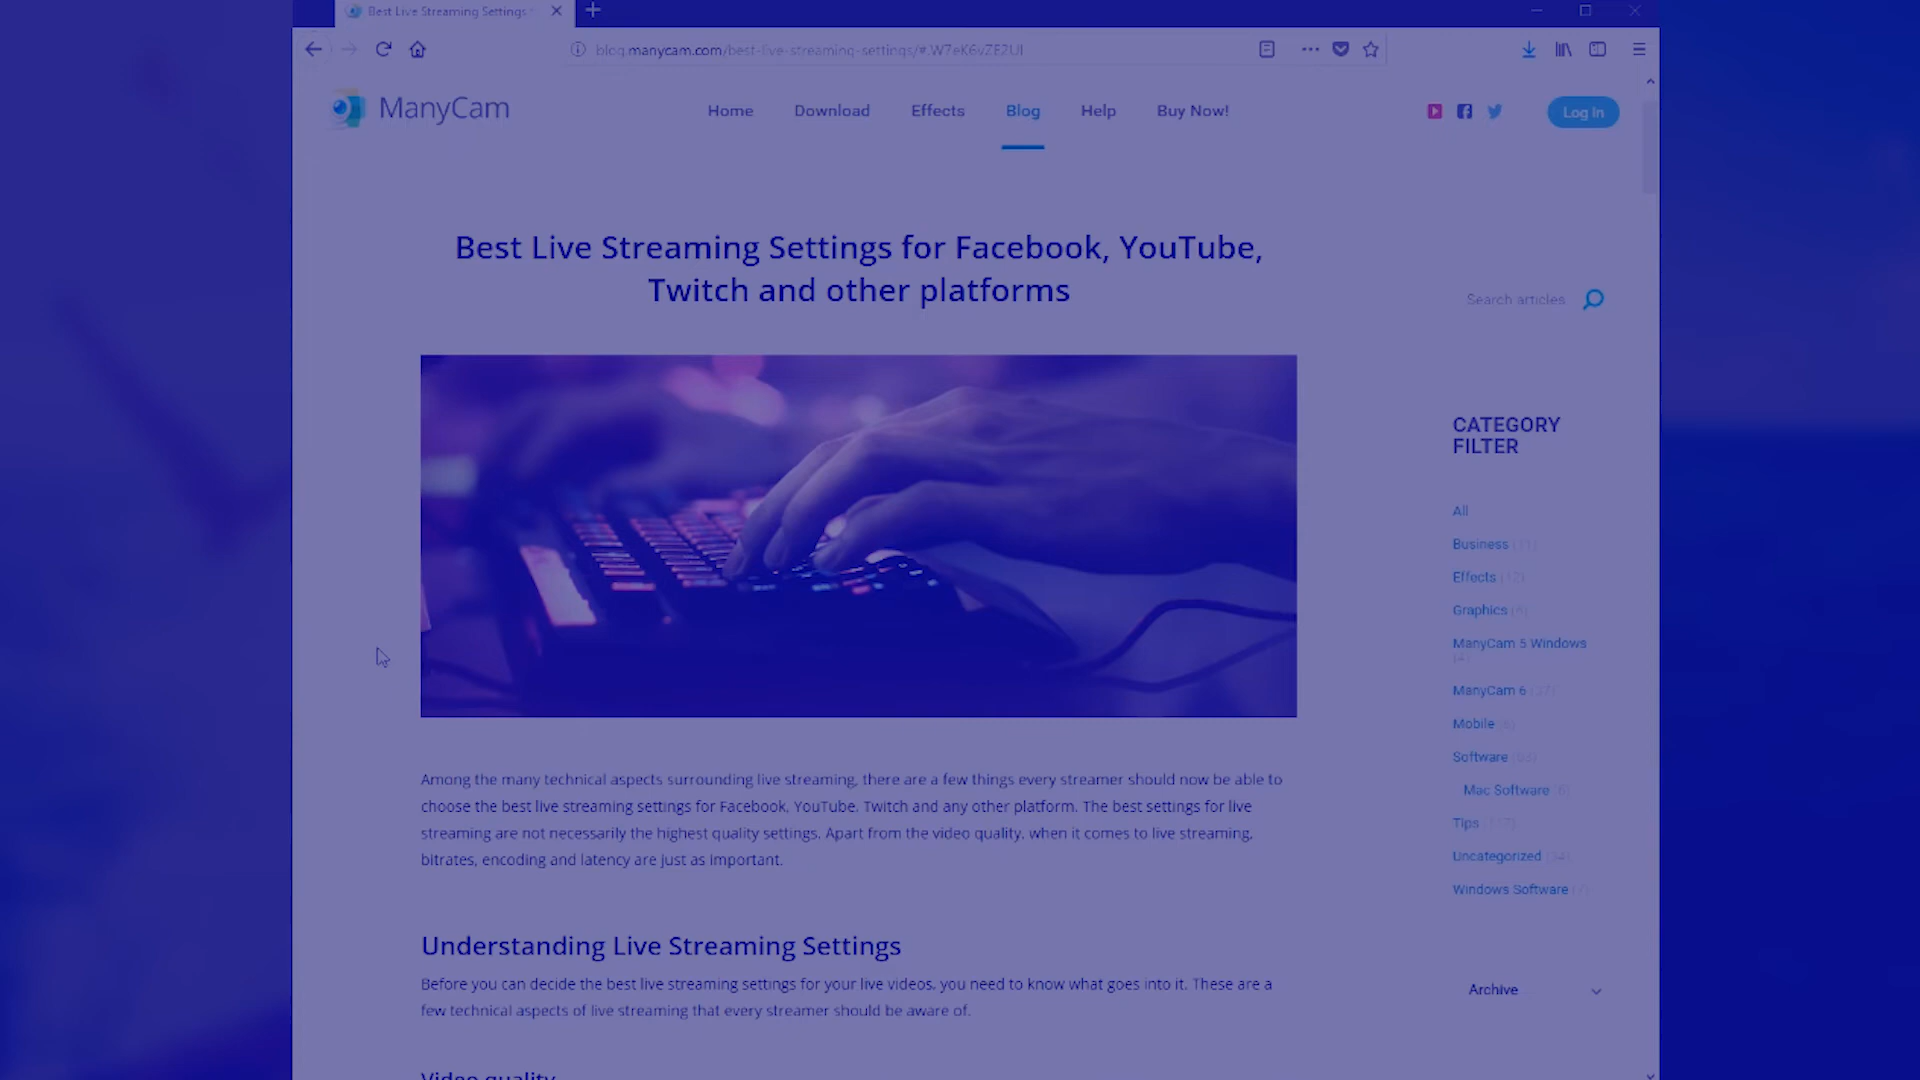 Best Live Streaming Settings
blog.manycam.com/best-live-streaming-settings/#.W7eK6vZE2UI
ManyCam
Home
Download
Effects
Blog
Help
Buy Now!
Log In
Best Live Streaming Settings for Facebook, YouTube,
Twitch and other platforms
Search articles
CATEGORY
FILTER
All
Business
Effects (12)
Graphics
ManyCam 5 Windows
(4)
ManyCam 6 (37)
Mobile
Software
Mac Software
Tips
Uncategorized
Windows Software
Archive
Among the many technical aspects surrounding live streaming, there are a few things every streamer should now be able to
choose the best live streaming settings for Facebook, YouTube, Twitch and any other platform. The best settings for live
streaming are not necessarily the highest quality settings. Apart from the video quality, when it comes to live streaming,
bitrates, encoding and latency are just as important.
Understanding Live Streaming Settings
Before you can decide the best live streaming settings for your live videos, you need to know what goes into it. These are a
few technical aspects of live streaming that every streamer should be aware of.
Video quality